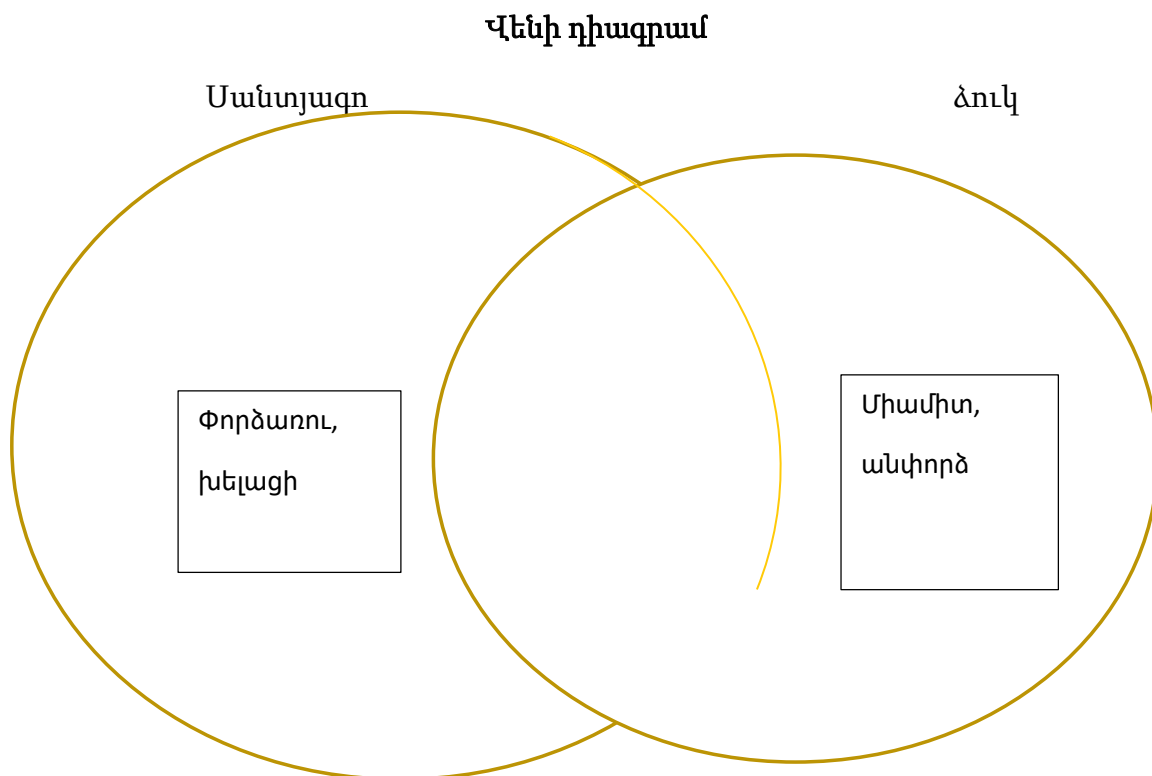 Վենի դիագրամ
Սանտյագո
ձուկ
Փորձառու,
խելացի
Միամիտ,
անփորձ